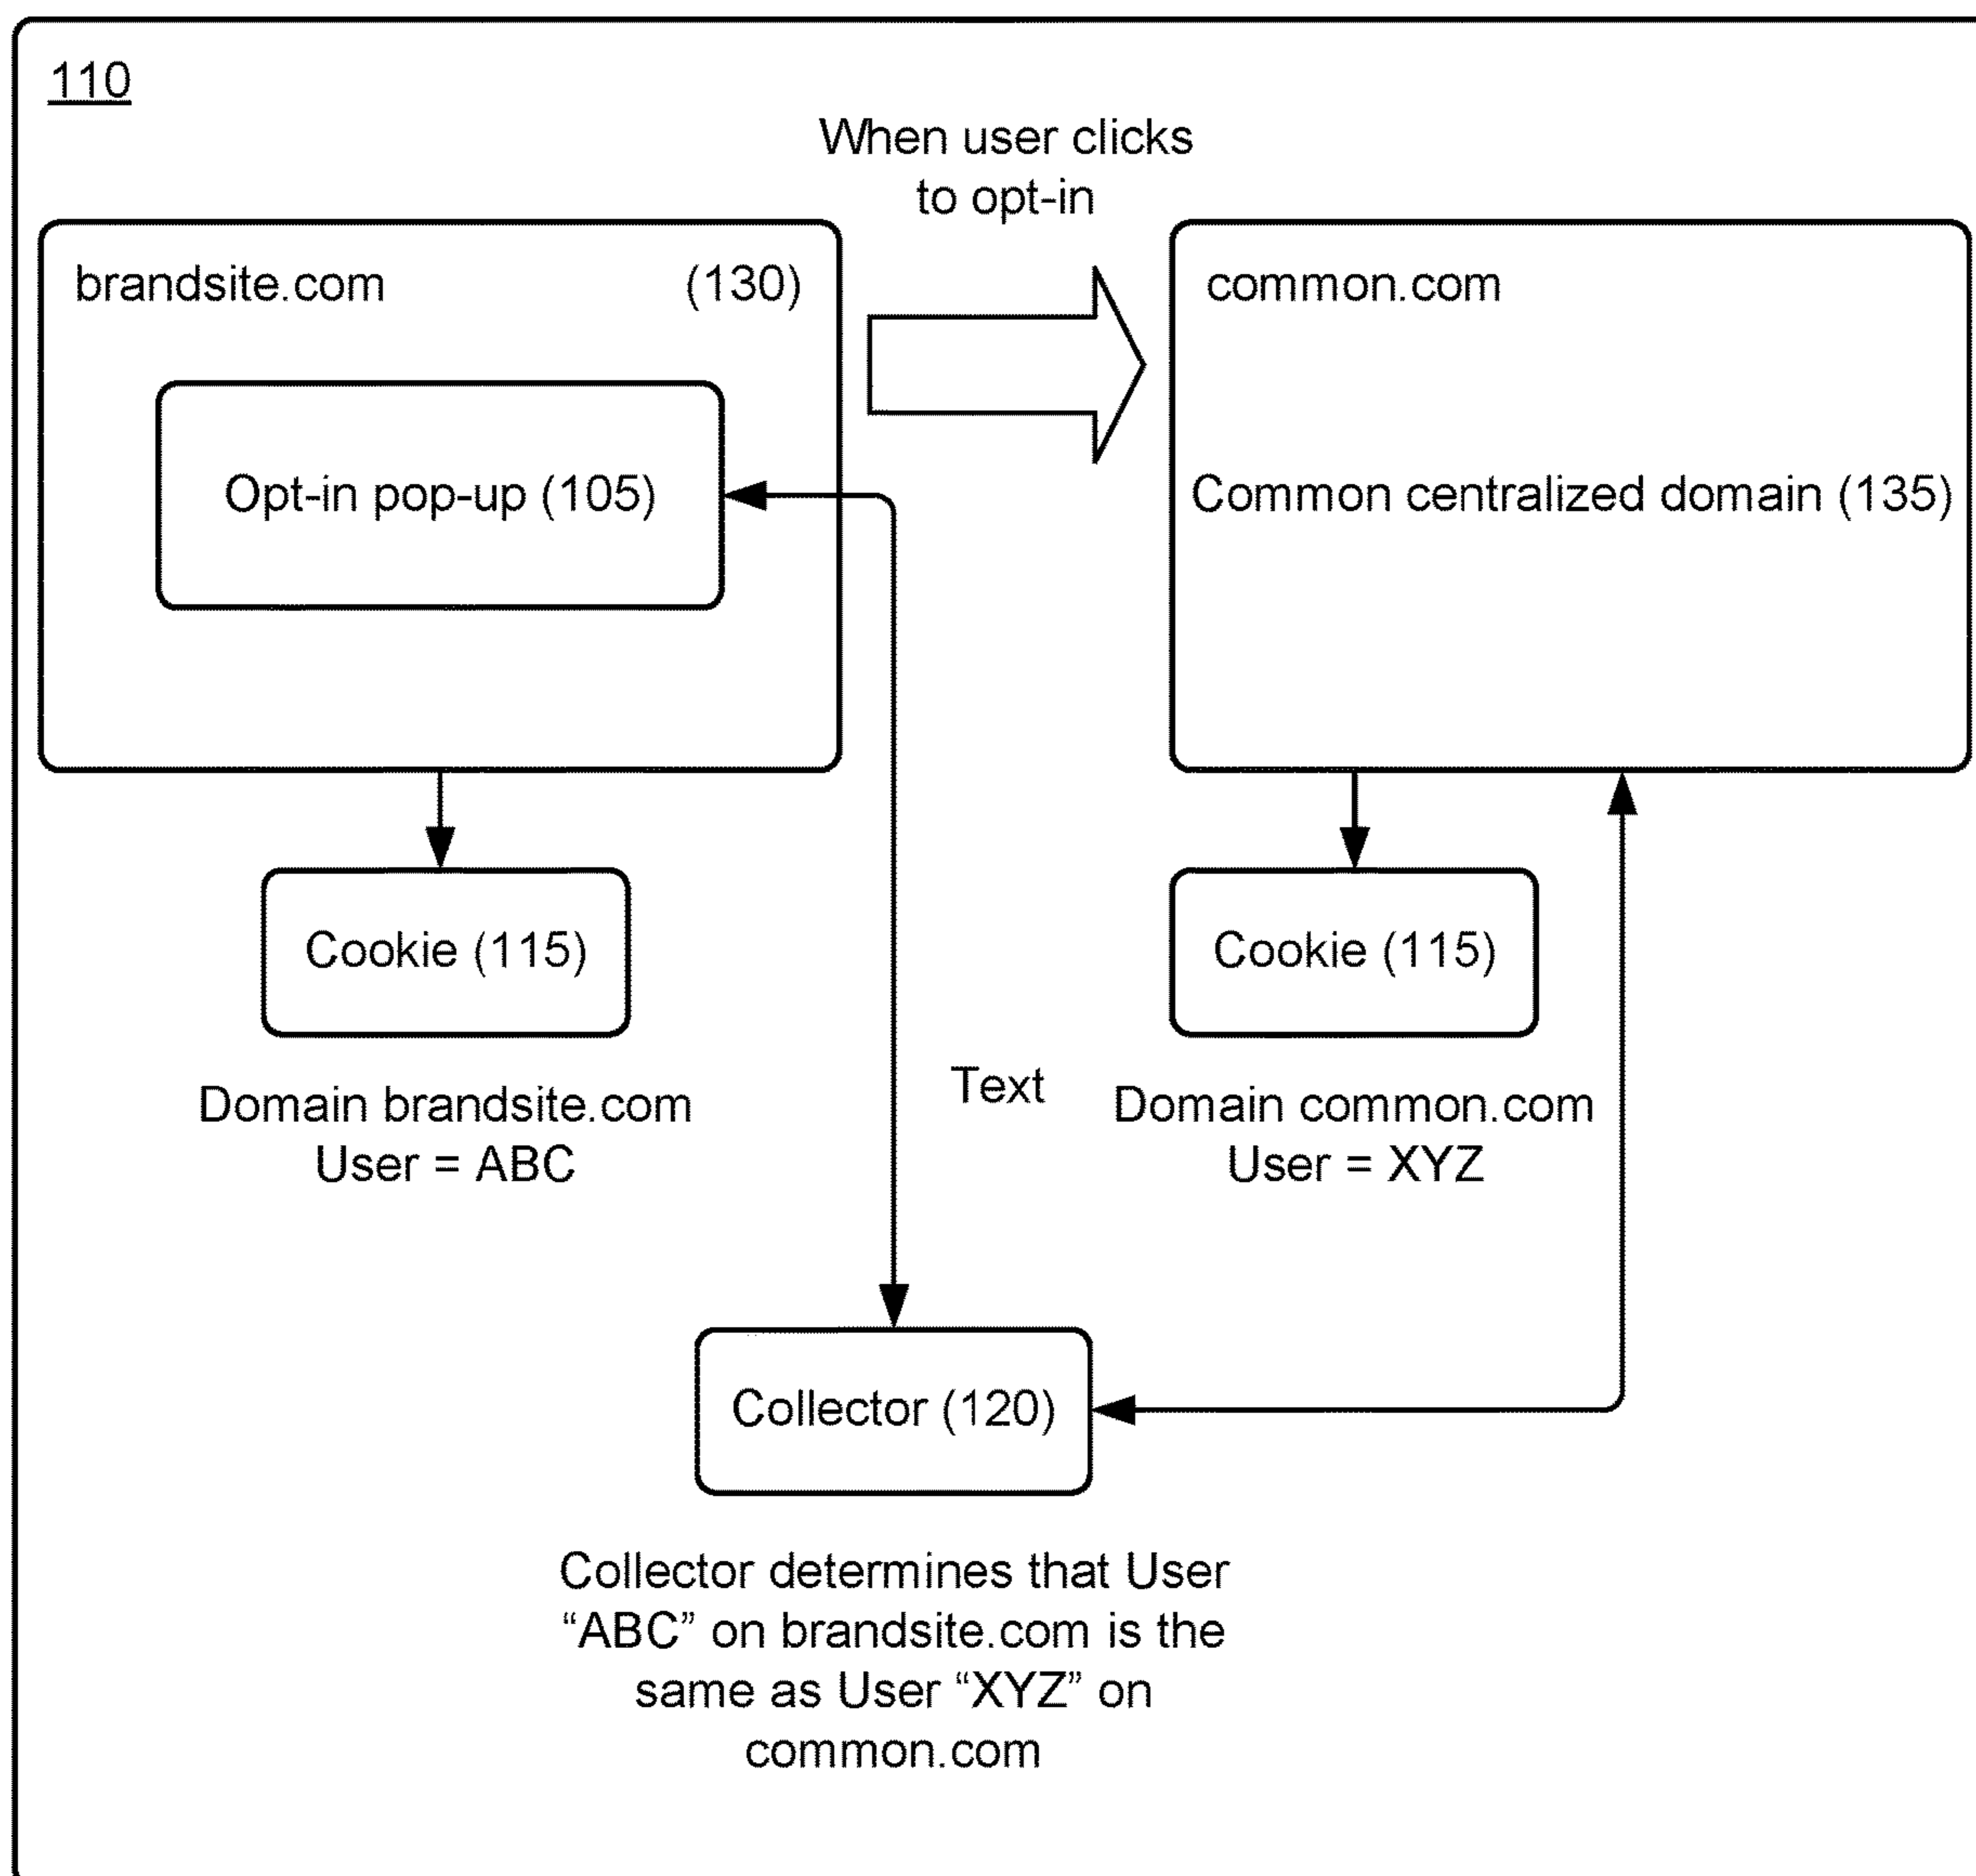 110
When user clicks
to opt-in
brandsite.com (130)
common.com
Opt-in pop-up (105)
Common centralized domain (135)
Cookie (115)
Cookie (115)
Domain brandsite.com
User = ABC
Text
Domain common.com
User = XYZ
Collector (120)
Collector determines that User
“ABC” on brandsite.com is the
same as User “XYZ” on
common.com